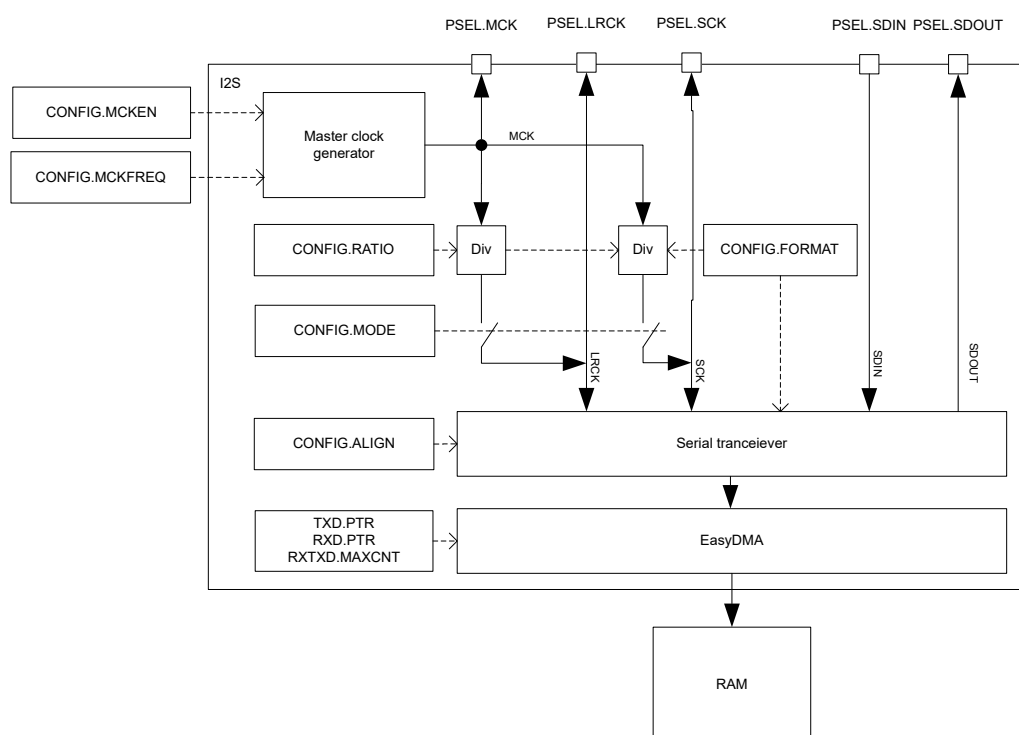 PSEL.MCK
PSEL.LRCK
PSEL.SCK
PSEL.SDIN
PSEL.SDOUT
I2S
CONFIG.MCKEN
CONFIG.MCKFREQ
Master clock
generator
MCK
CONFIG.RATIO
Div
Div
CONFIG.FORMAT
CONFIG.MODE
LRCK
SCK
SDIN
SDOUT
CONFIG.ALIGN
Serial tranceiever
TXD.PTR
RXD.PTR
RXTXD.MAXCNT
EasyDMA
RAM